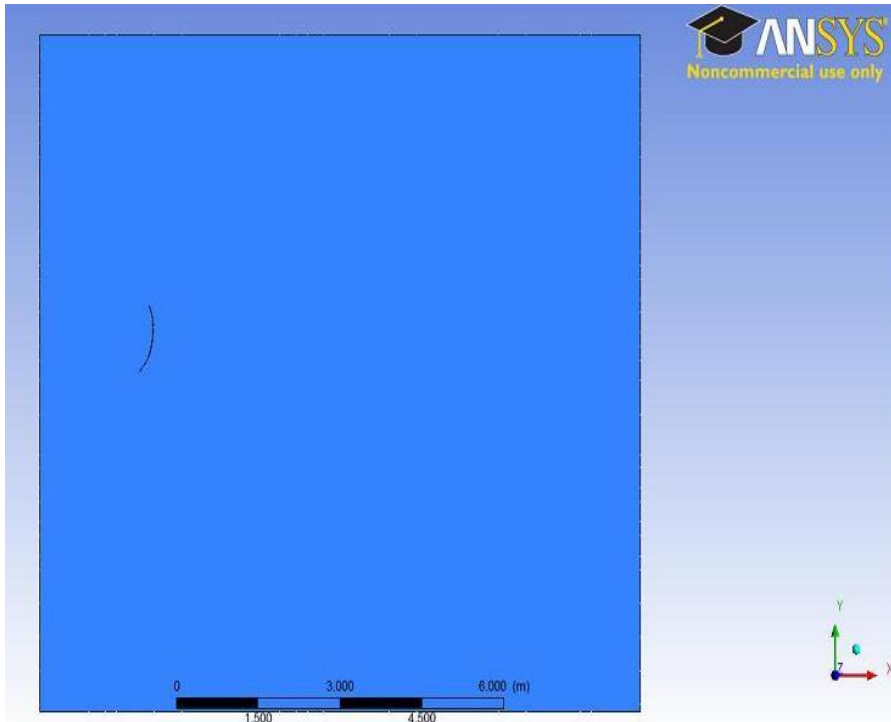 ANSYS
Noncommercial use only
0 3.000 6.000 (m)
1.500 4.500
Y
Z X